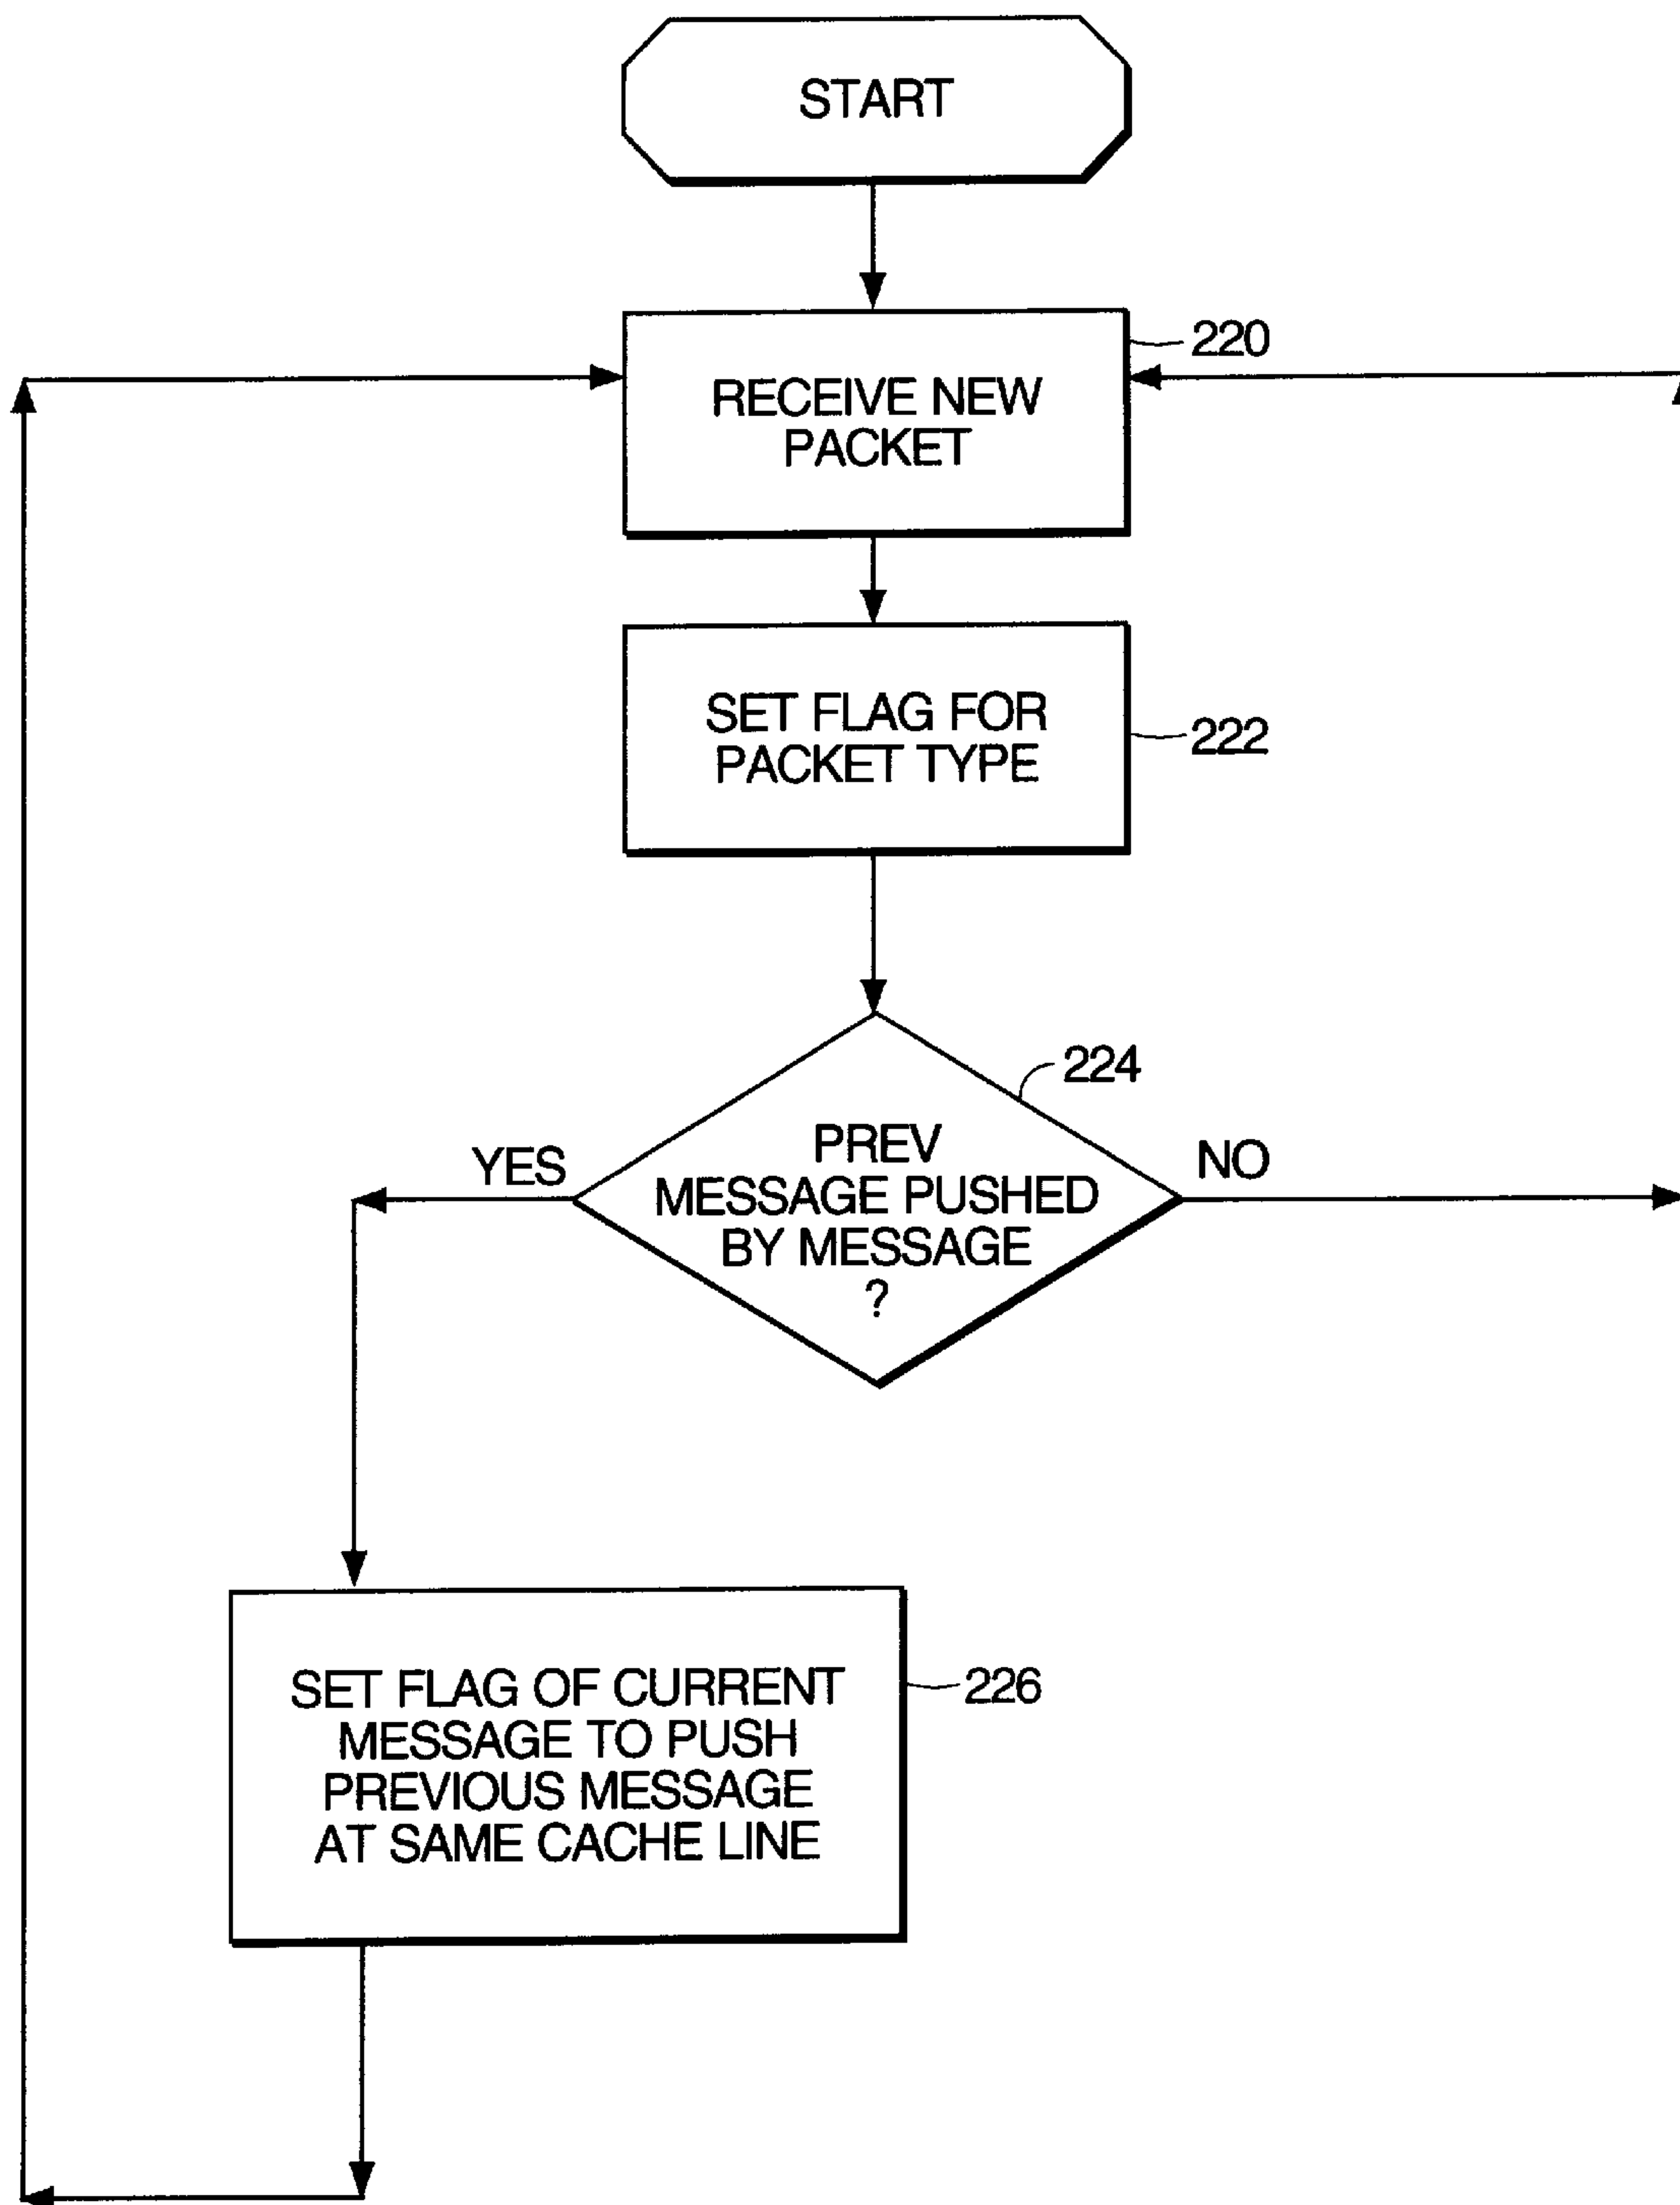 START
220
RECEIVE NEW
PACKET
SET FLAG FOR
PACKET TYPE
222
224
YES
PREV
MESSAGE PUSHED
BY MESSAGE
?
NO
SET FLAG OF CURRENT
MESSAGE TO PUSH
PREVIOUS MESSAGE
AT SAME CACHE LINE
226